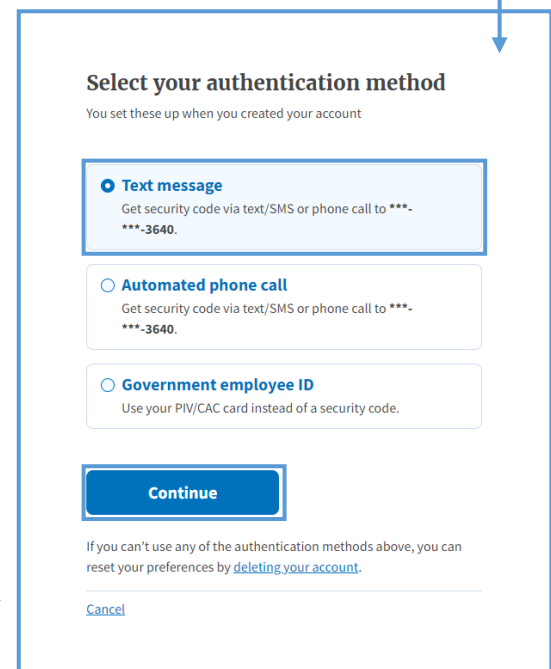 Select your authentication method
You set these up when you created your account
Text message
Get security code via text/SMS or phone call to ***-
***-3640.
Automated phone call
Get security code via text/SMS or phone call to ***-
***-3640.
Government employee ID
Use your PIV/CAC card instead of a security code.
Continue
If you can’t use any of the authentication methods above, you can
reset your preferences by deleting your account.
Cancel